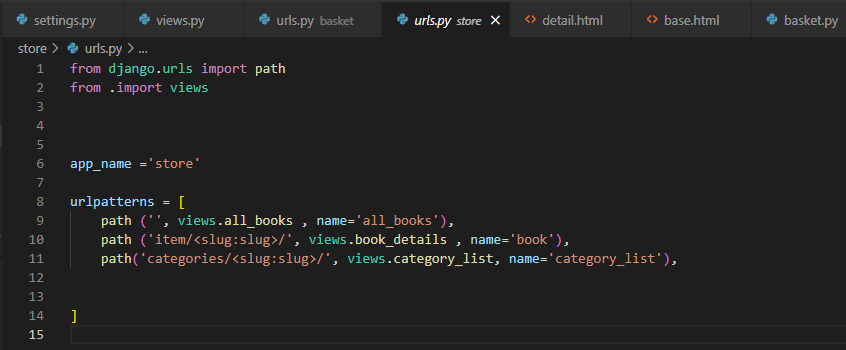 settings.py views.py urls.py basket urls.py store detail.html base.html basket.py
store > urls.py > ...
1 from django.urls import path
2 from .import views
3
4
5
6 app_name ='store'
7
8 urlpatterns = [
9 path ('', views.all_books , name='all_books'),
10 path ('item/<slug:slug>/', views.book_details , name='book'),
11 path('categories/<slug:slug>/', views.category_list, name='category_list'),
12
13
14 ]
15